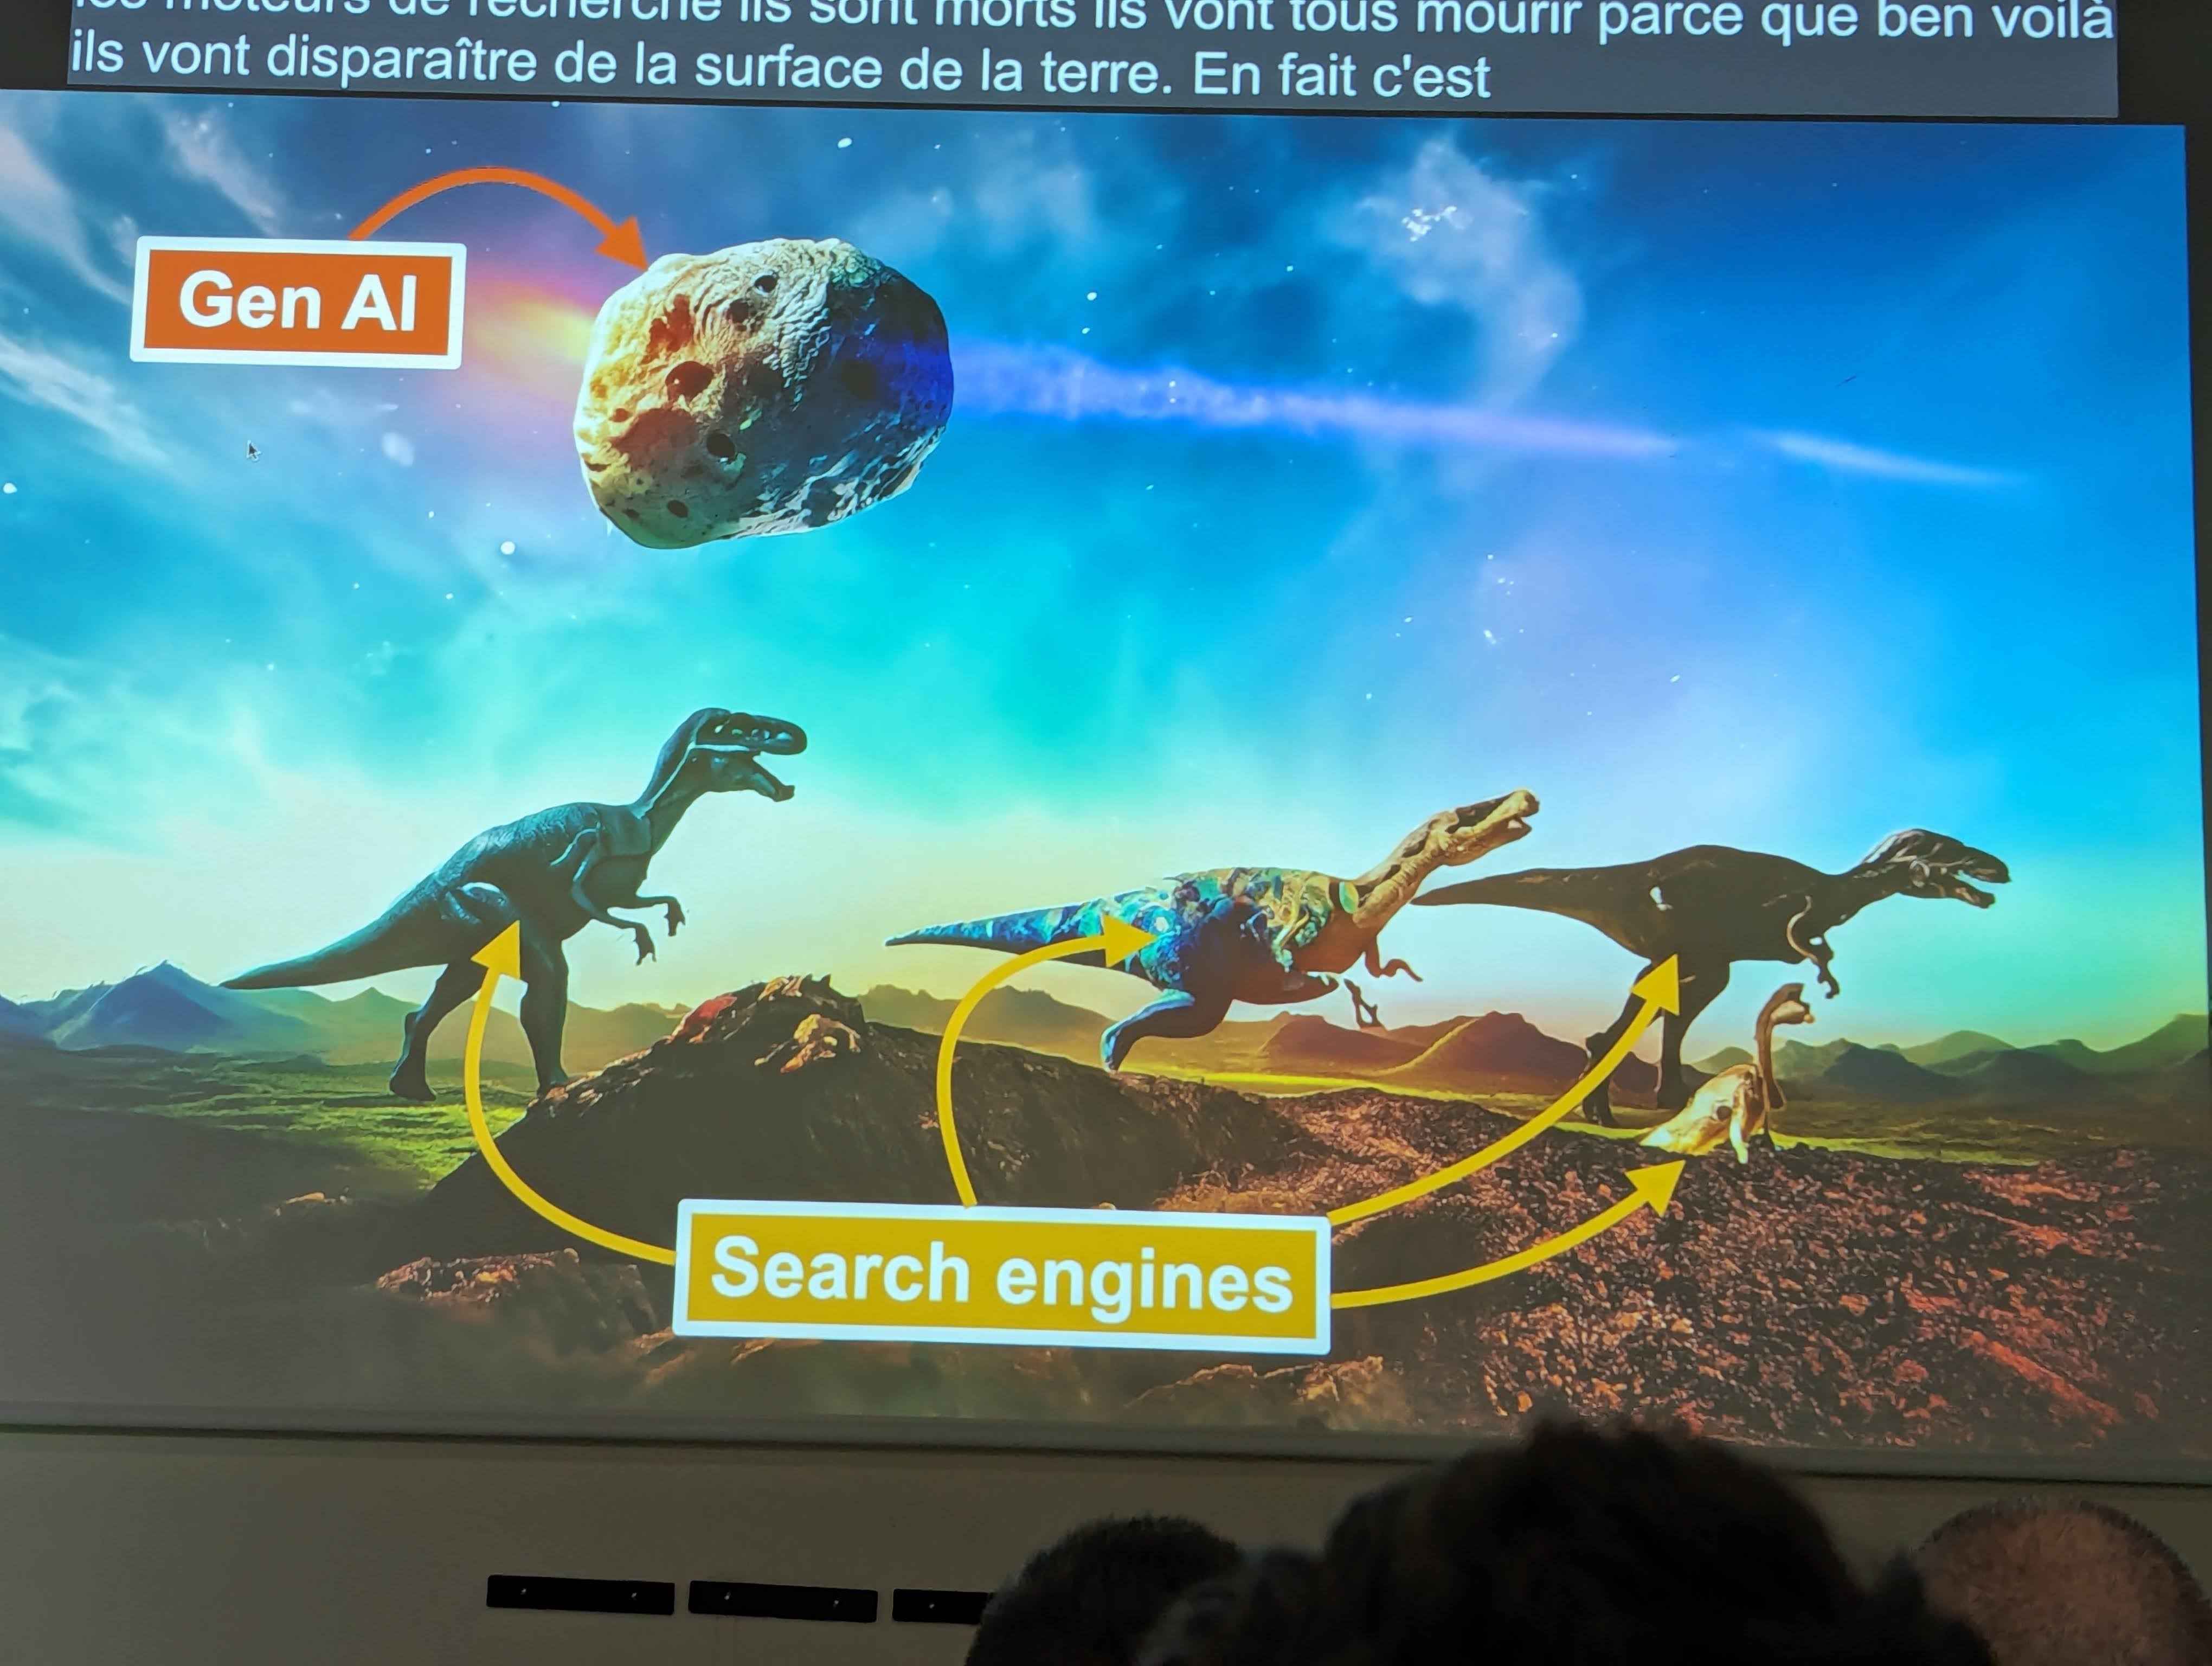 les moteurs de recherche ils sont morts ils vont tous mourir parce que ben voilà
ils vont disparaître de la surface de la terre. En fait c'est
Gen AI
Search engines